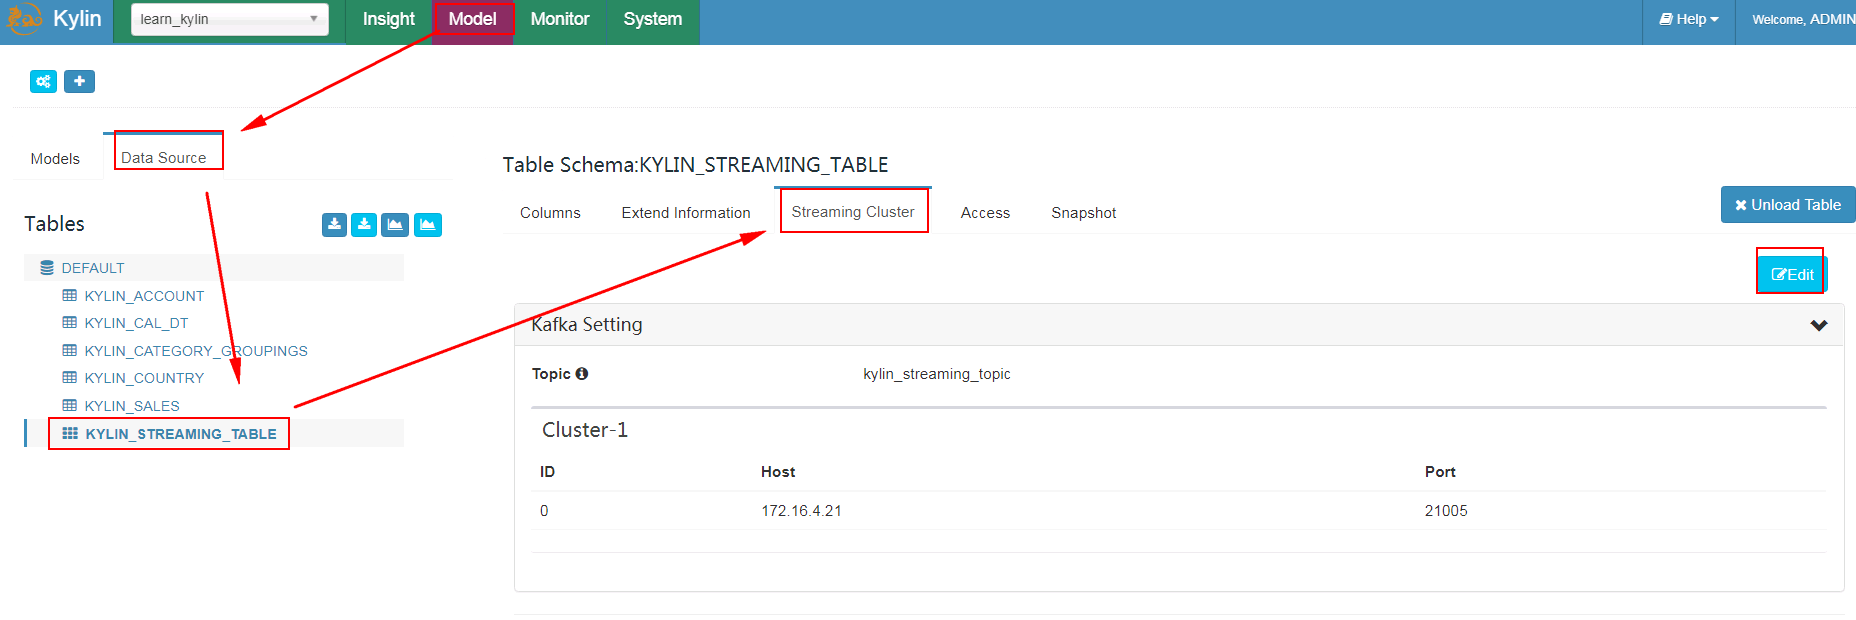 Kylin learn_kylin Insight Model Monitor System Help Welcome, ADMIN
Models Data Source
Table Schema:KYLIN_STREAMING_TABLE
Columns Extend Information Streaming Cluster Access Snapshot Unload Table
Tables
DEFAULT
KYLIN_ACCOUNT
KYLIN_CAL_DT
KYLIN_CATEGORY_GROUPINGS
KYLIN_COUNTRY
KYLIN_SALES
KYLIN_STREAMING_TABLE
Edit
Kafka Setting
Topic kylin_streaming_topic
Cluster-1
ID Host Port
0 172.16.4.21 21005